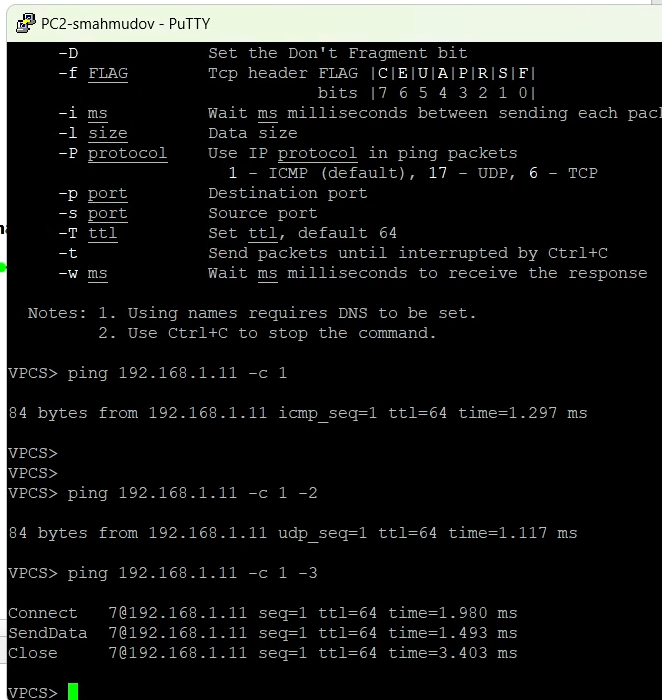 PC2-smahmudov - PuTTY
-D Set the Don't Fragment bit
-f FLAG Tcp header FLAG |C|E|U|A|P|R|S|F|
bits |7 6 5 4 3 2 1 0|
-i ms Wait ms milliseconds between sending each
-l size Data size
-P protocol Use IP protocol in ping packets
1 - ICMP (default), 17 - UDP, 6 - TCP
-p port Destination port
-s port Source port
-T ttl Set ttl, default 64
-t Send packets until interrupted by Ctrl+C
-w ms Wait ms milliseconds to receive the response
Notes: 1. Using names requires DNS to be set.
2. Use Ctrl+C to stop the command.
VPCS> ping 192.168.1.11 -c 1
84 bytes from 192.168.1.11 icmp_seq=1 ttl=64 time=1.297 ms
VPCS>
VPCS>
VPCS> ping 192.168.1.11 -c 1 -2
84 bytes from 192.168.1.11 udp_seq=1 ttl=64 time=1.117 ms
VPCS> ping 192.168.1.11 -c 1 -3
Connect 7@192.168.1.11 seq=1 ttl=64 time=1.980 ms
SendData 7@192.168.1.11 seq=1 ttl=64 time=1.493 ms
Close 7@192.168.1.11 seq=1 ttl=64 time=3.403 ms
VPCS>